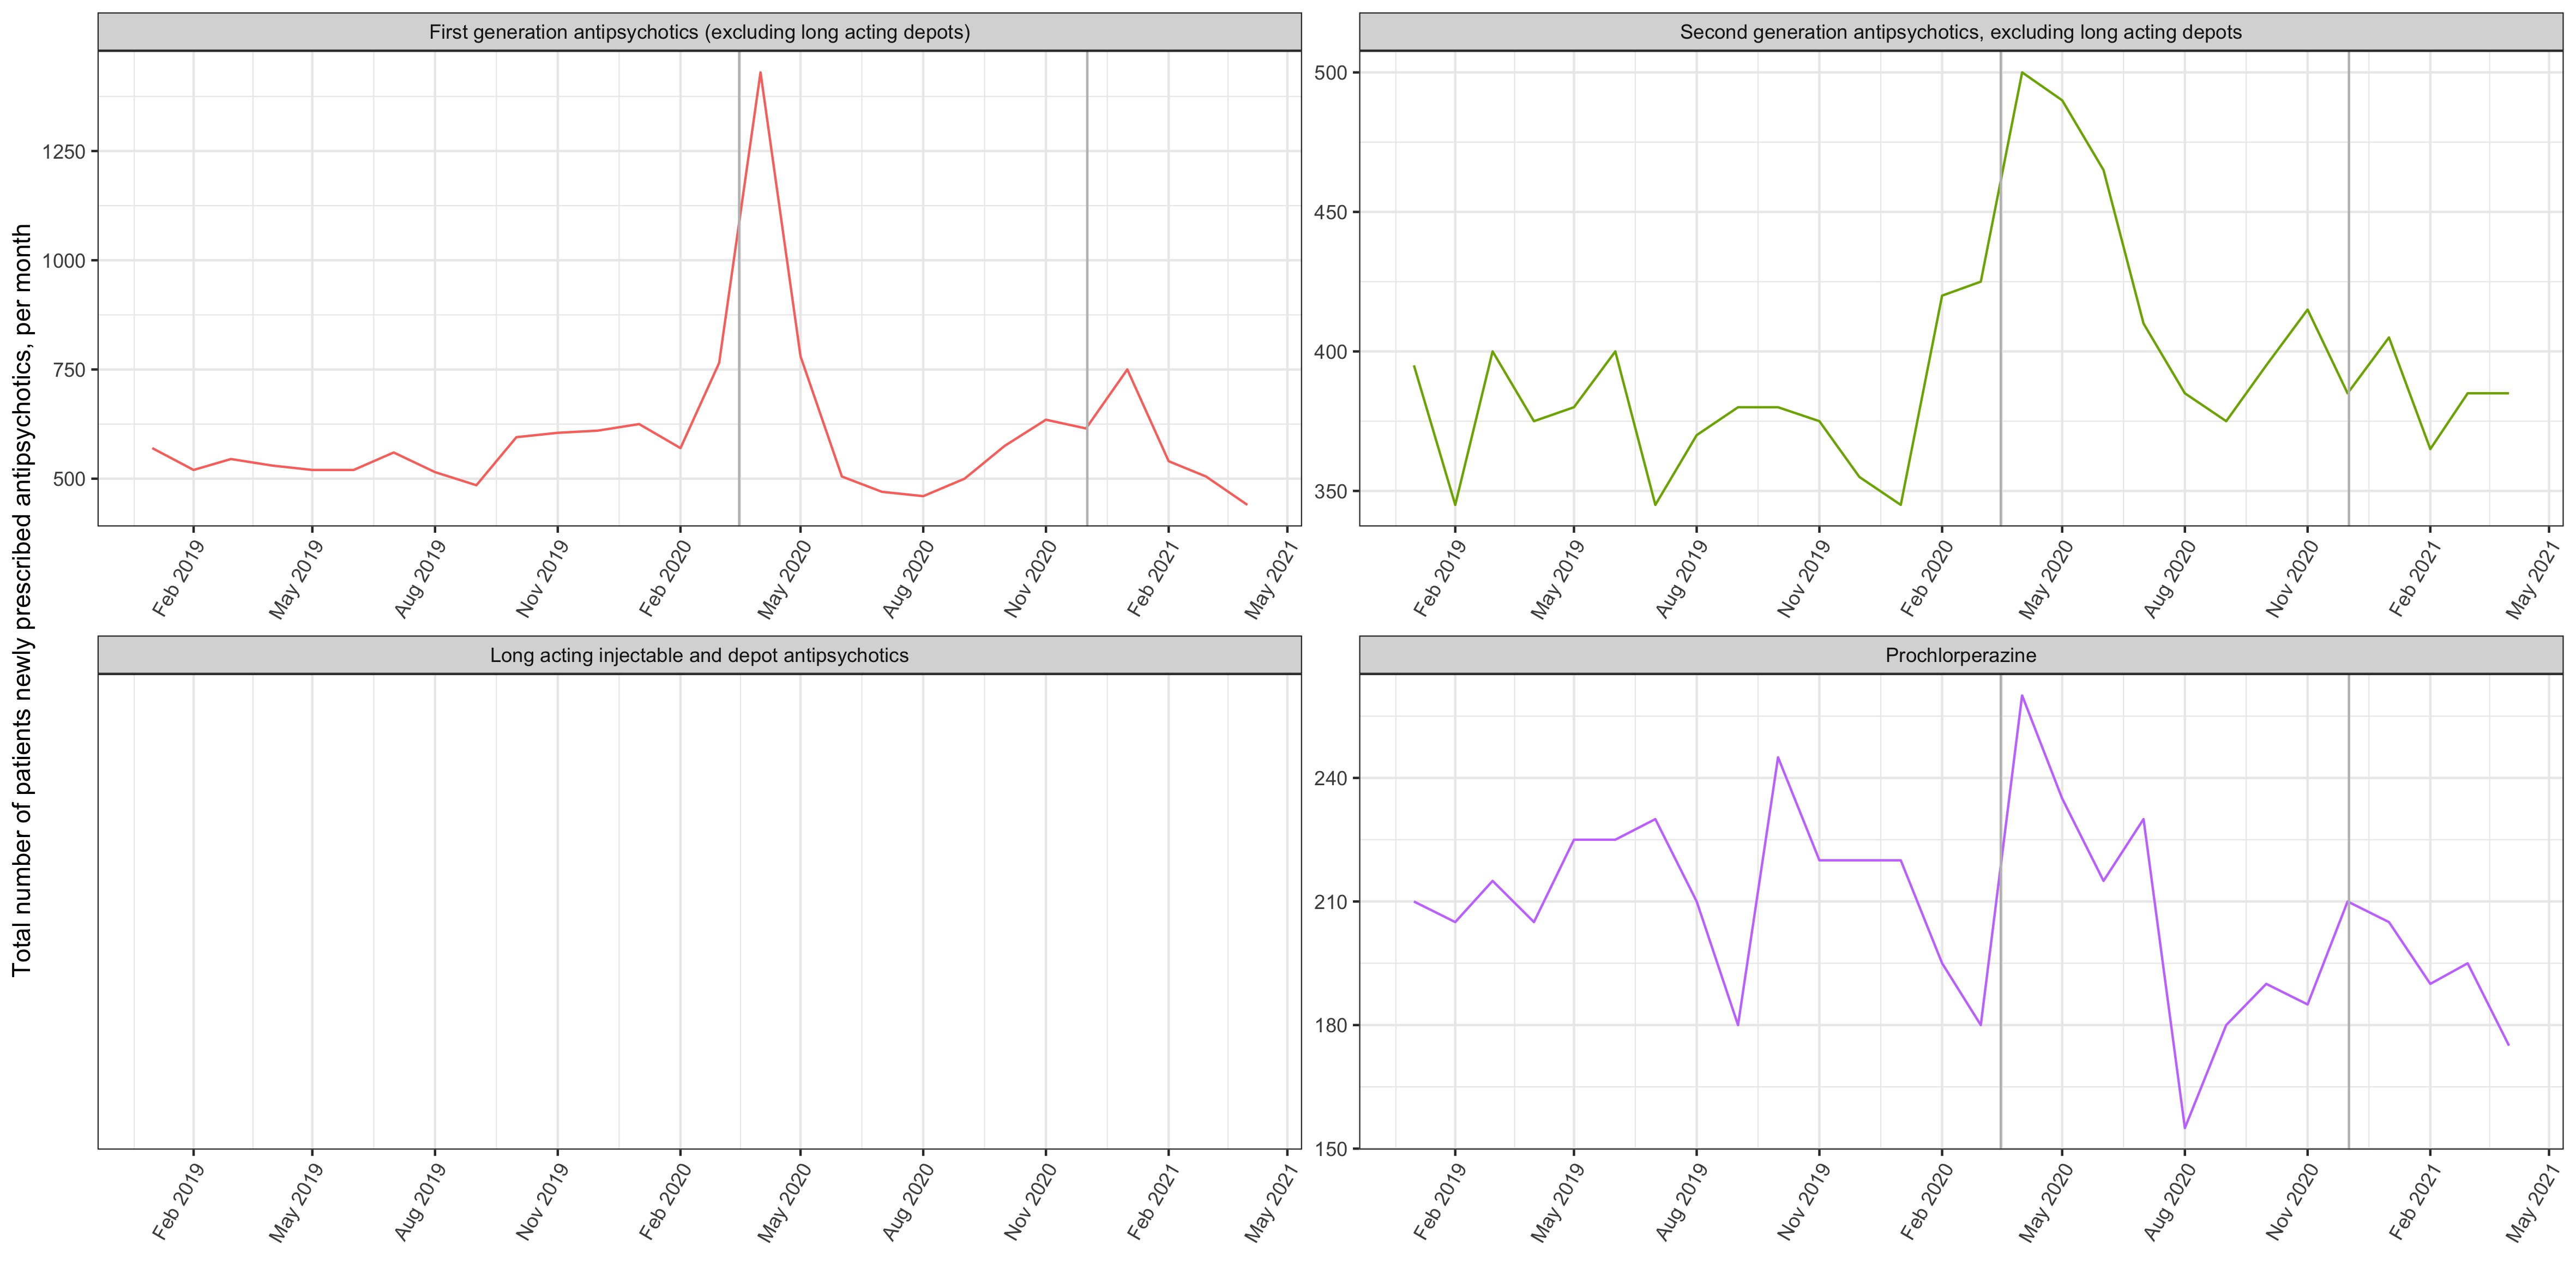 Total number of patients newly prescribed antipsychotics, per month
First generation antipsychotics (excluding long acting depots)
1250
1000
750
500
Feb 2019
May 2019
Aug 2019
Nov 2019
Feb 2020
May 2020
Aug 2020
Nov 2020
Feb 2021
May 2021
Second generation antipsychotics, excluding long acting depots
500
450
400
350
Feb 2019
May 2019
Aug 2019
Nov 2019
Feb 2020
May 2020
Aug 2020
Nov 2020
Feb 2021
May 2021
Long acting injectable and depot antipsychotics
Feb 2019
May 2019
Aug 2019
Nov 2019
Feb 2020
May 2020
Aug 2020
Nov 2020
Feb 2021
May 2021
Prochlorperazine
240
210
180
150
Feb 2019
May 2019
Aug 2019
Nov 2019
Feb 2020
May 2020
Aug 2020
Nov 2020
Feb 2021
May 2021